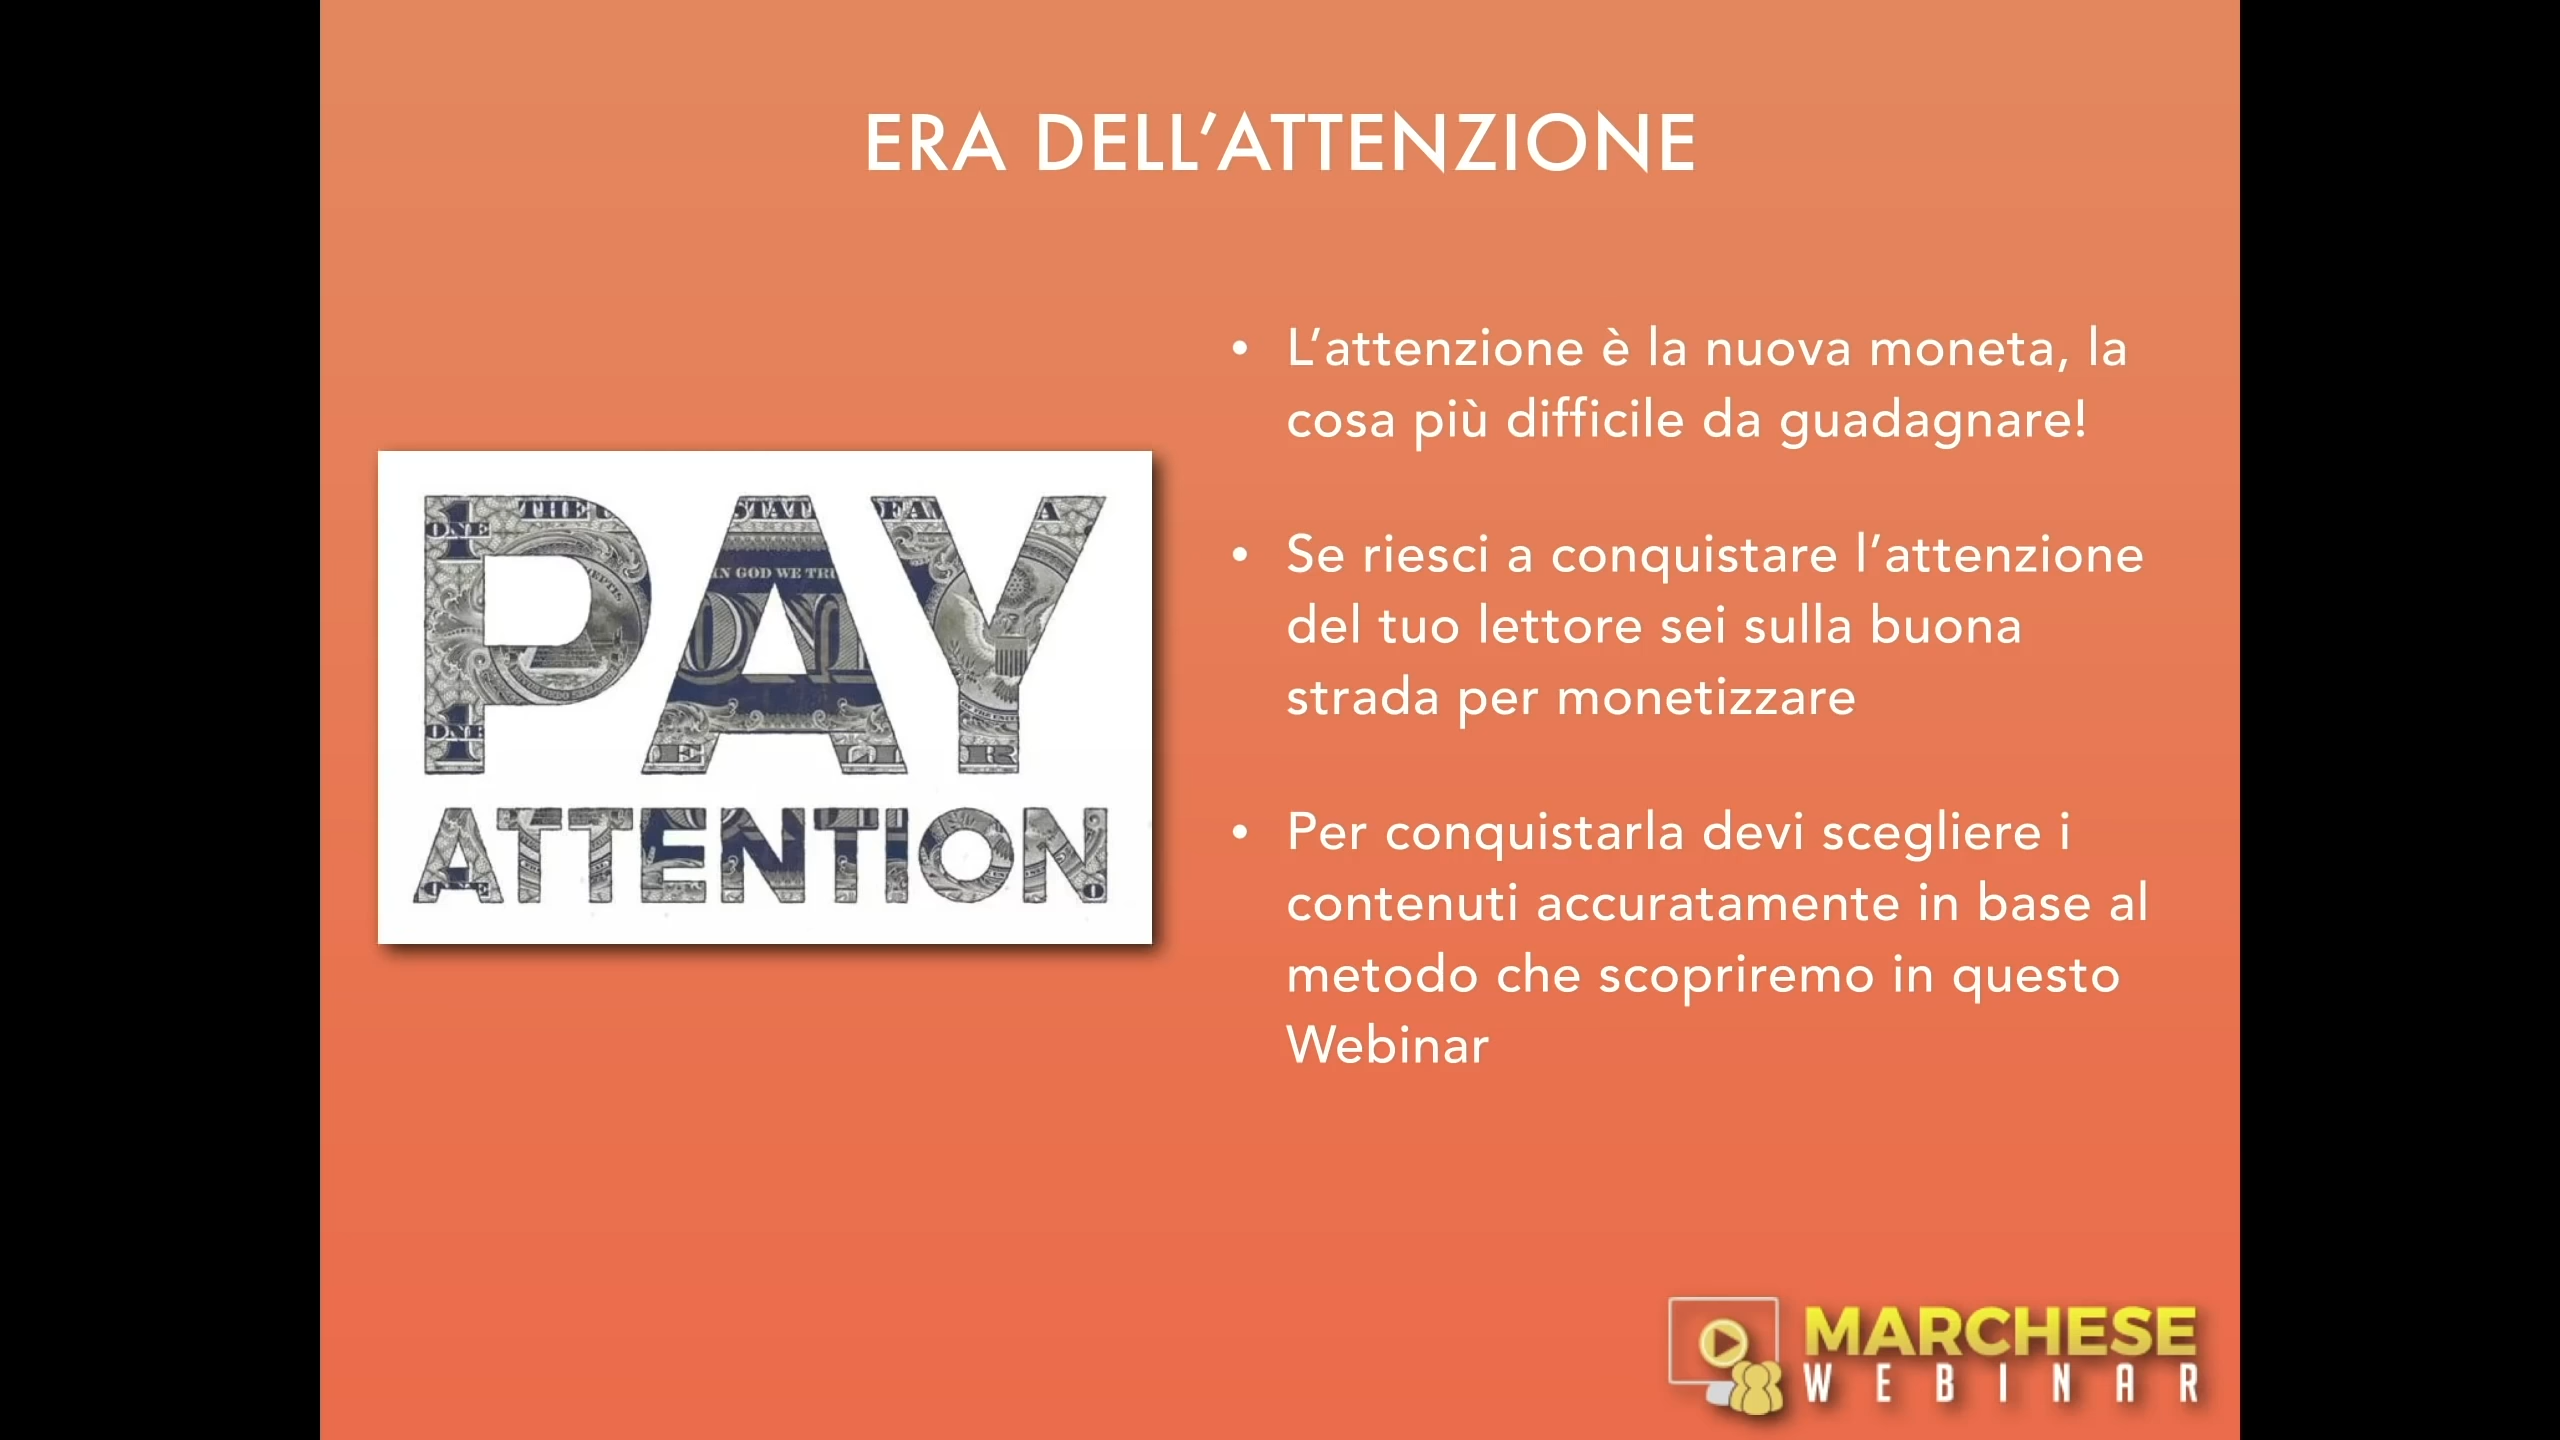 ERA DELL’ATTENZIONE
PAY
ATTENTION
• L’attenzione è la nuova moneta, la
cosa più difficile da guadagnare!
• Se riesci a conquistare l’attenzione
del tuo lettore sei sulla buona
strada per monetizzare
• Per conquistarla devi scegliere i
contenuti accuratamente in base al
metodo che scopriremo in questo
Webinar
MARCHESE
WEBINAR